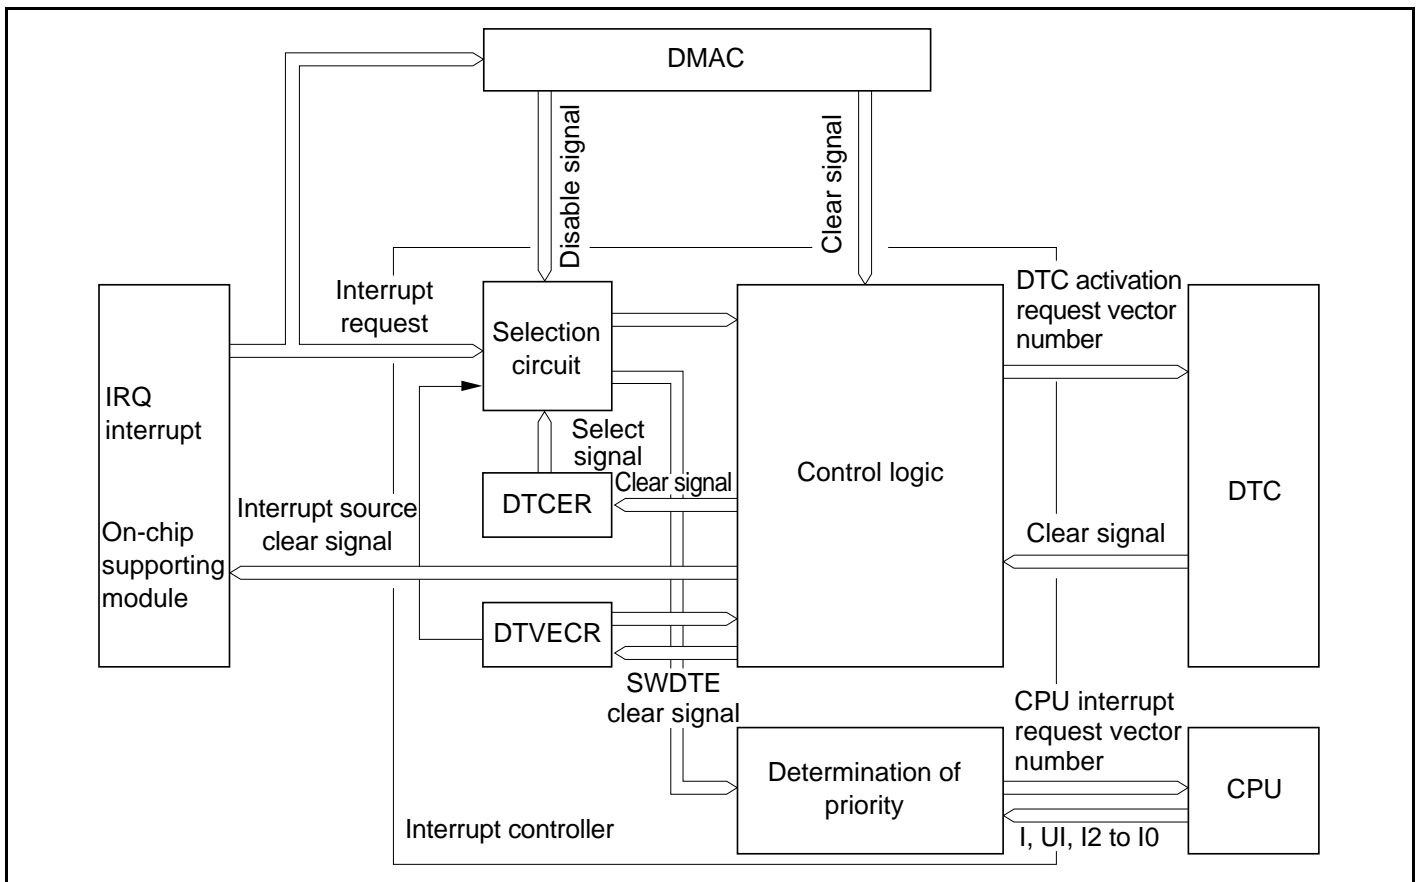 DMAC
Disable signal
Clear signal
Interrupt
request
Selection
circuit
DTC activation
request vector
number
IRQ
interrupt
On-chip
supporting
module
Select
signal
Clear signal
DTCER
Control logic
DTC
Interrupt source
clear signal
Clear signal
DTVECR
SWDTE
clear signal
CPU interrupt
request vector
number
Determination of
priority
CPU
Interrupt controller
I, UI, I2 to I0